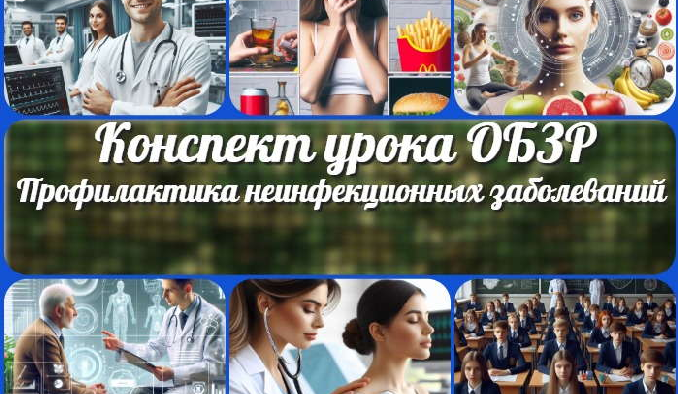 Конспект урока ОБЗР
Профилактика неинфекционных заболеваний